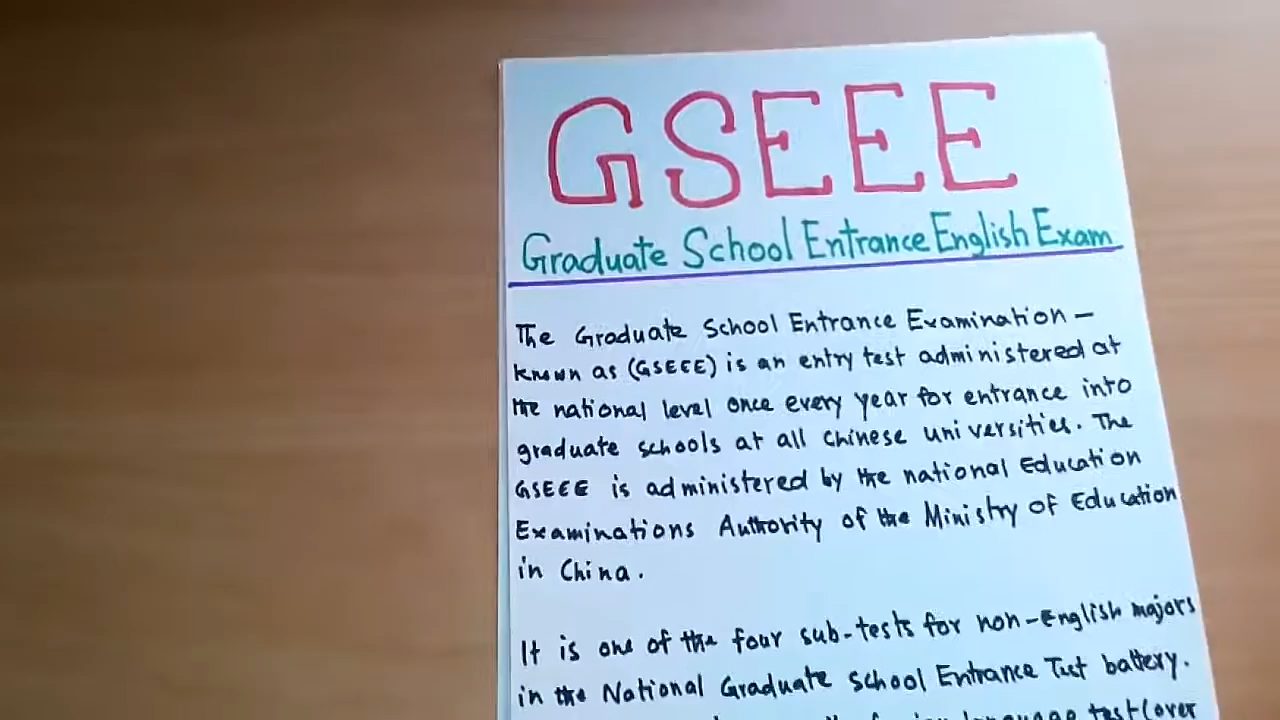 GSEEE
Graduate School Entrance English Exam
The Graduate School Entrance Examination –
known as (GSEEE) is an entry test administered at
the national level once every year for entrance into
graduate schools at all Chinese universities. The
GSEEE is administered by the national Education
Examinations Authority of the Ministry of Education
in China.
It is one of the four sub-tests for non-English majors
in the National Graduate School Entrance Test battery.
language test (over